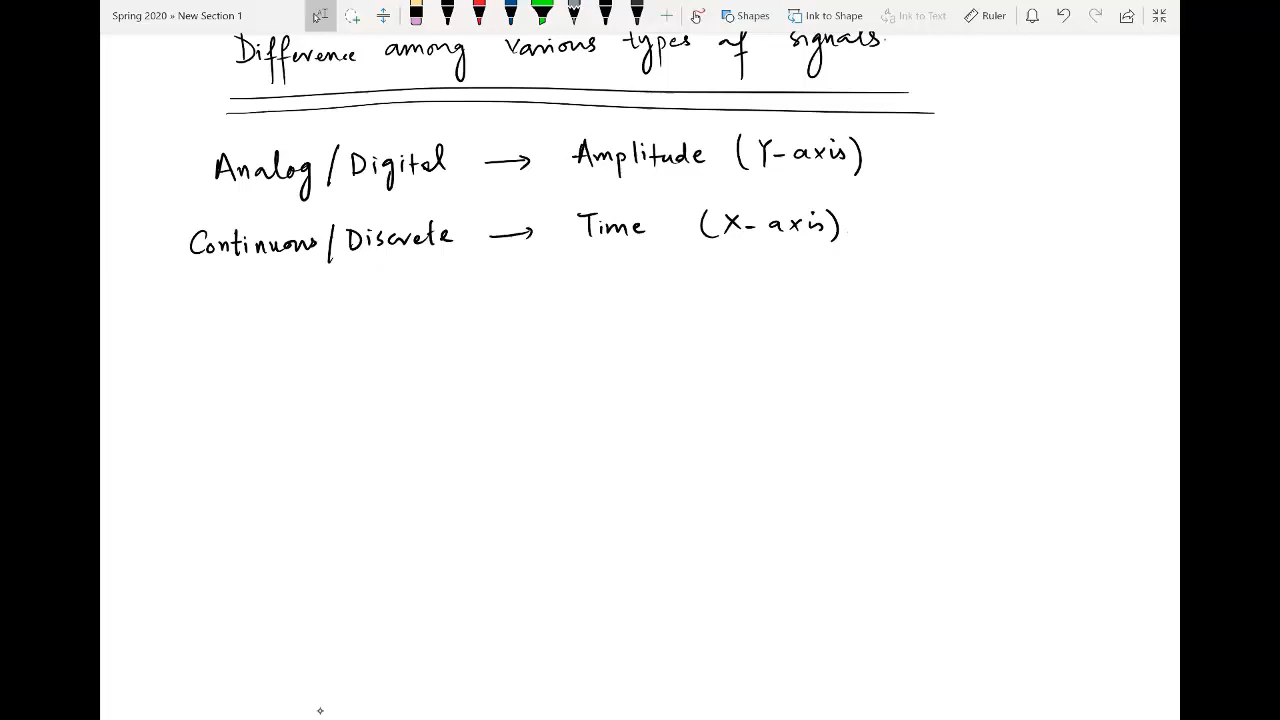 Spring 2020 » New Section 1
Shapes Ink to Shape Ink to Text Ruler
Difference among various types of signals.
Analog / Digital → Amplitude (Y-axis)
Continuous / Discrete → Time (X-axis)